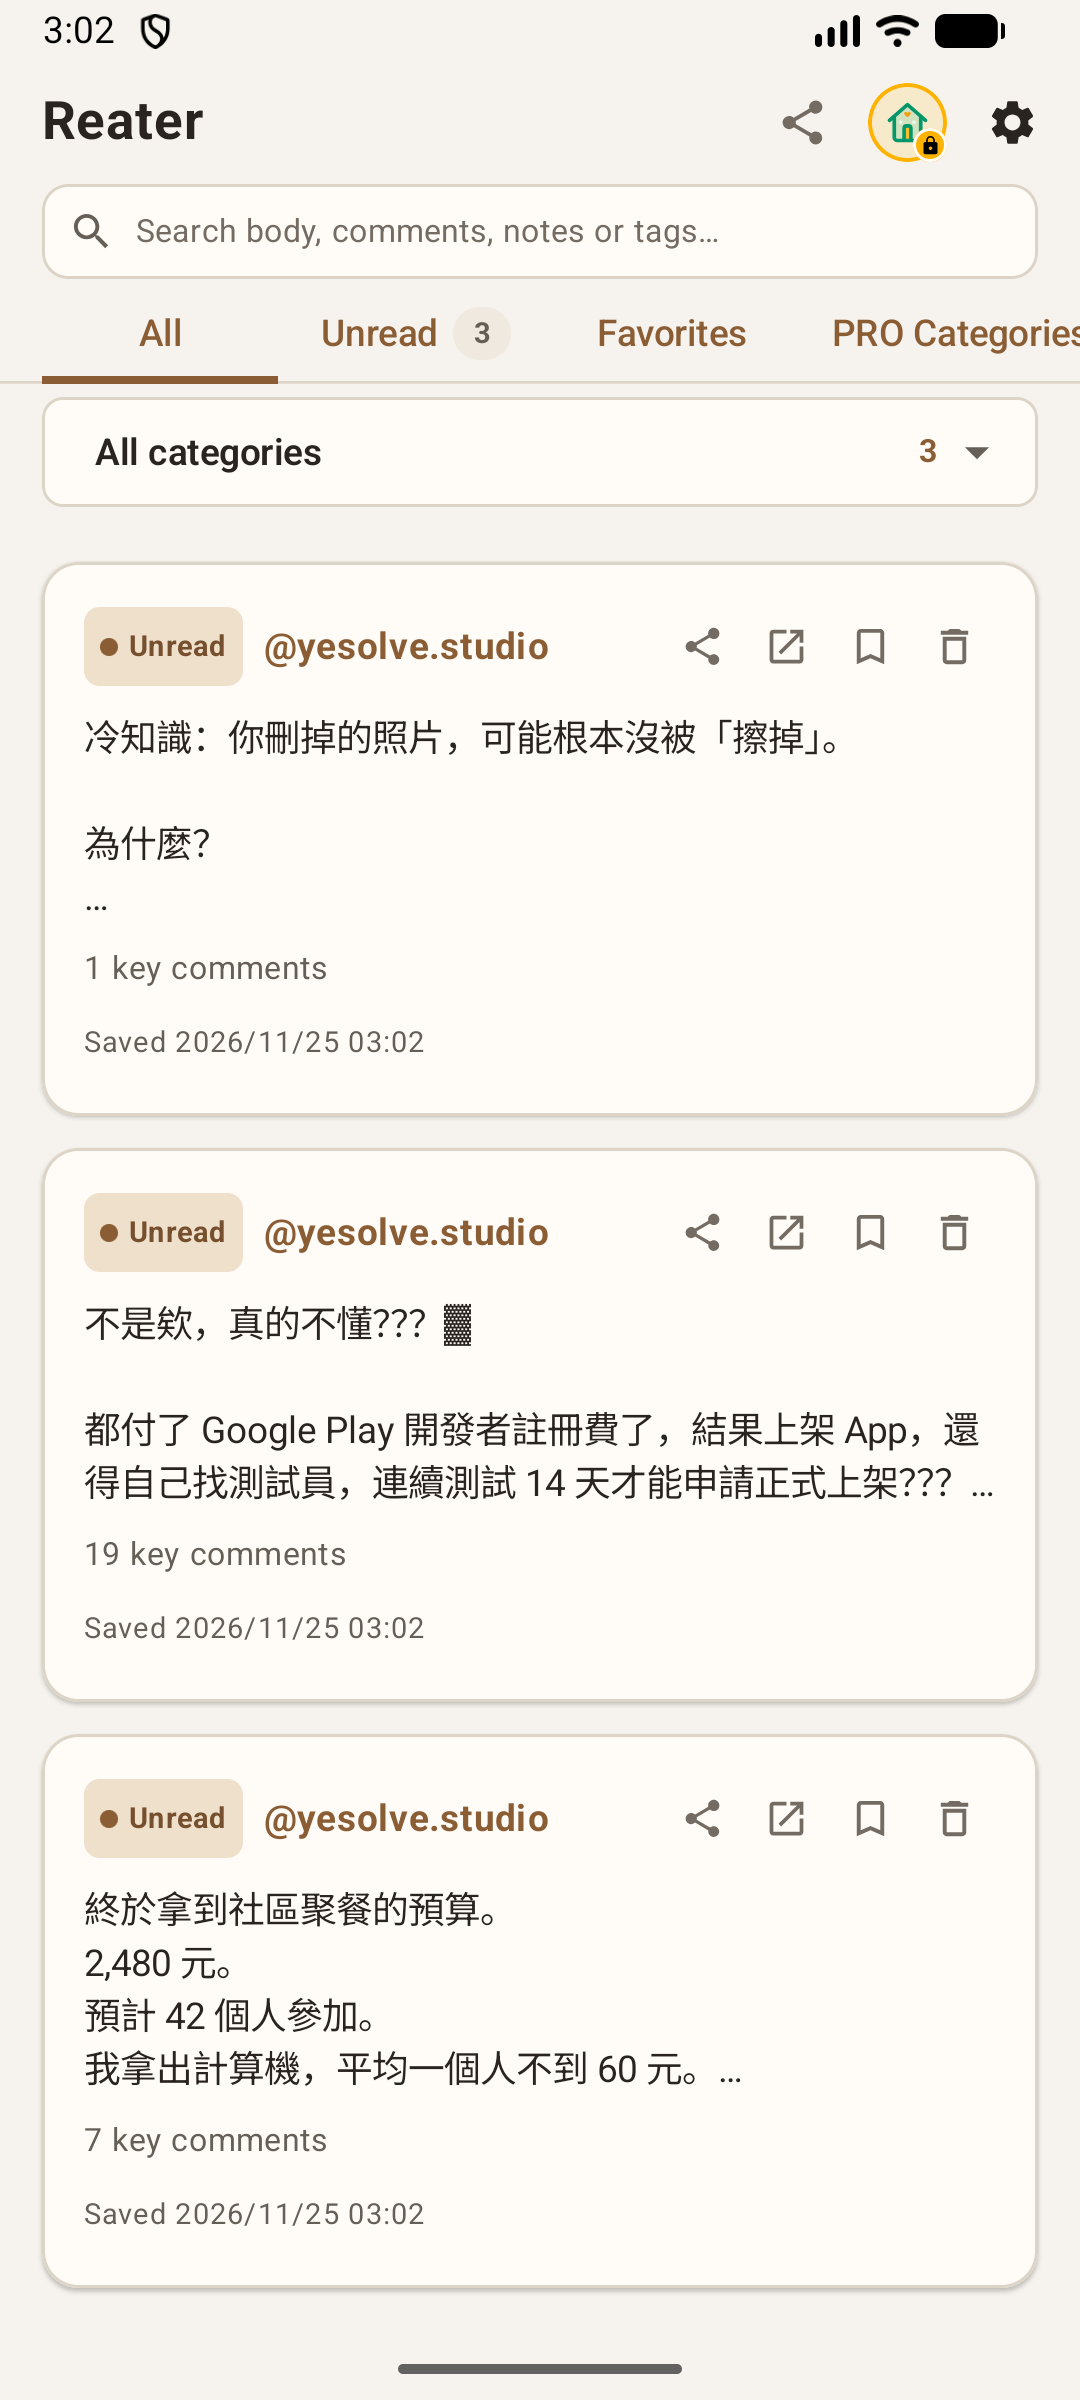 3:02
Reater
Search body, comments, notes or tags…
All
Unread 3
Favorites
PRO Categories
All categories 3
Unread @yesolve.studio
冷知識：你刪掉的照片，可能根本沒被「擦掉」。
為什麼？
…
1 key comments
Saved 2026/11/25 03:02
Unread @yesolve.studio
不是欸，真的不懂？？？▓
都付了 Google Play 開發者註冊費了，結果上架 App，還
得自己找測試員，連續測試 14 天才能申請正式上架？？？…
19 key comments
Saved 2026/11/25 03:02
Unread @yesolve.studio
終於拿到社區聚餐的預算。
2,480 元。
預計 42 個人參加。
我拿出計算機，平均一個人不到 60 元。…
7 key comments
Saved 2026/11/25 03:02